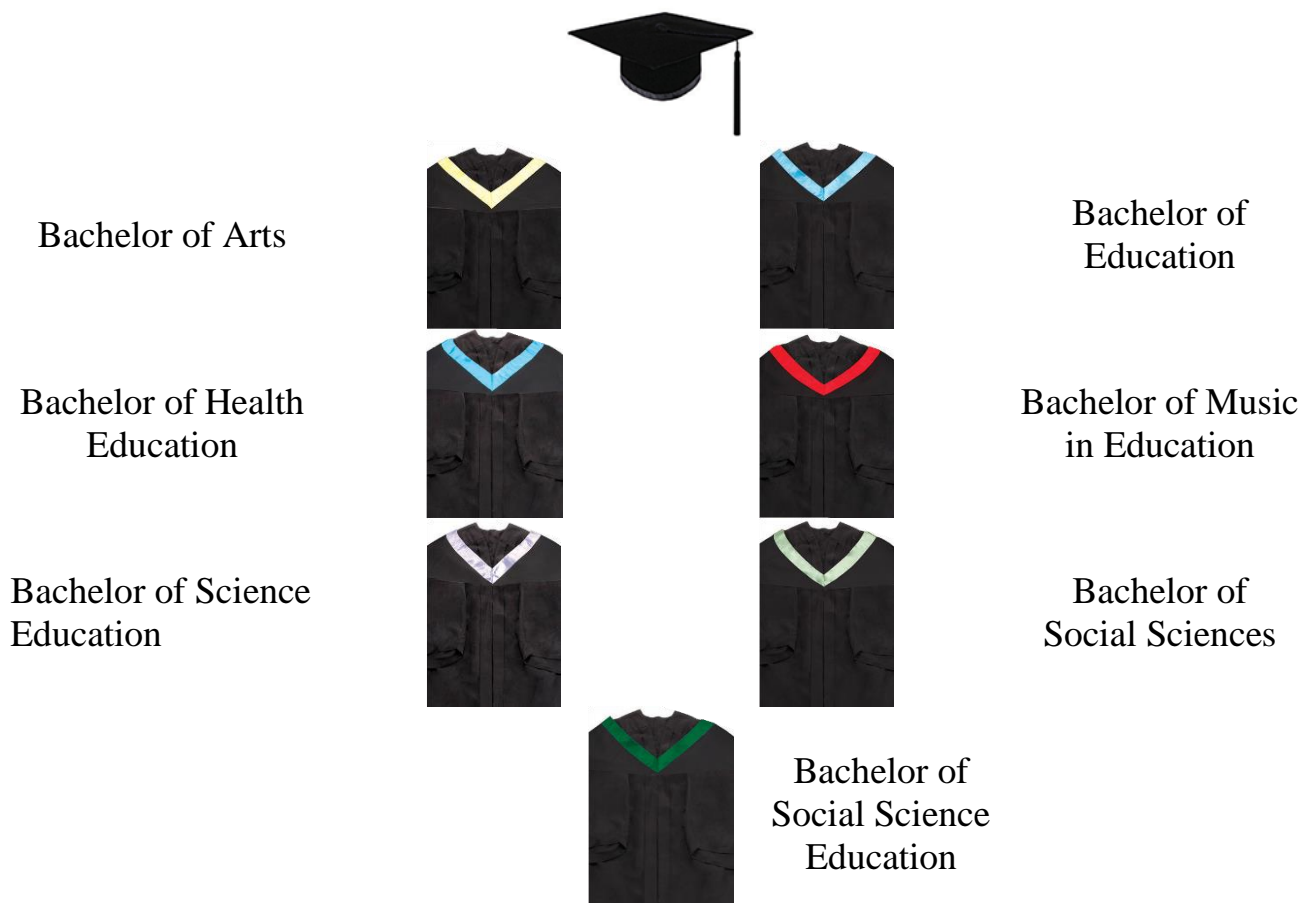 Bachelor of Arts
Bachelor of
Education
Bachelor of Health
Education
Bachelor of Music
in Education
Bachelor of Science
Education
Bachelor of
Social Sciences
Bachelor of
Social Science
Education